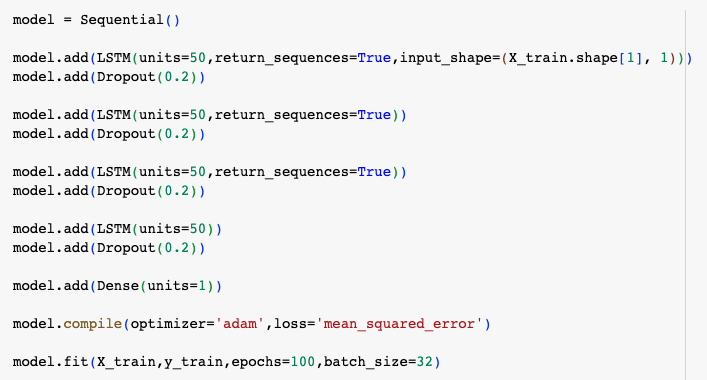 model = Sequential()
model.add(LSTM(units=50,return_sequences=True,input_shape=(X_train.shape[1], 1)))
model.add(Dropout(0.2))
model.add(LSTM(units=50,return_sequences=True))
model.add(Dropout(0.2))
model.add(LSTM(units=50,return_sequences=True))
model.add(Dropout(0.2))
model.add(LSTM(units=50))
model.add(Dropout(0.2))
model.add(Dense(units=1))
model.compile(optimizer='adam',loss='mean_squared_error')
model.fit(X_train,y_train,epochs=100,batch_size=32)